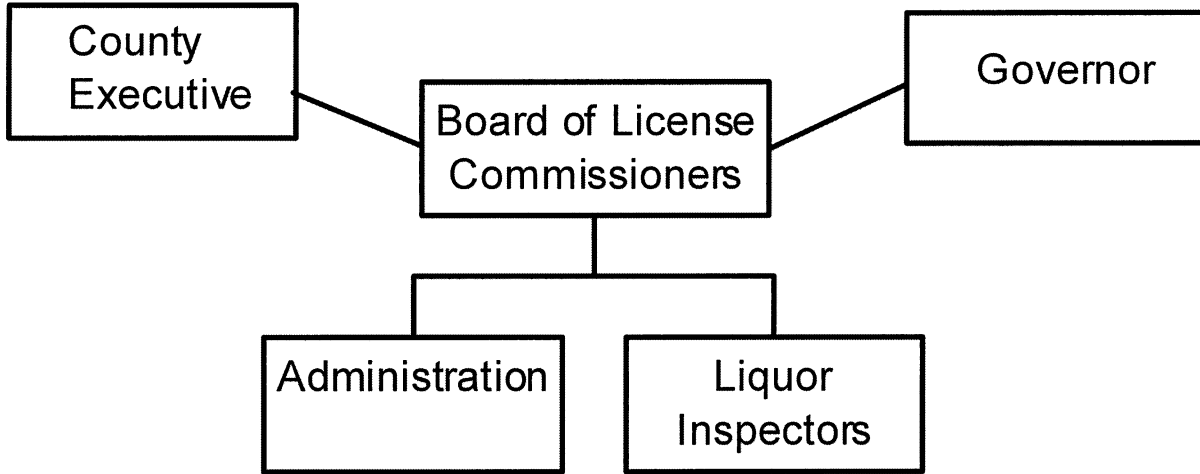 County
Executive
Governor
Board of License
Commissioners
Administration
Liquor
Inspectors